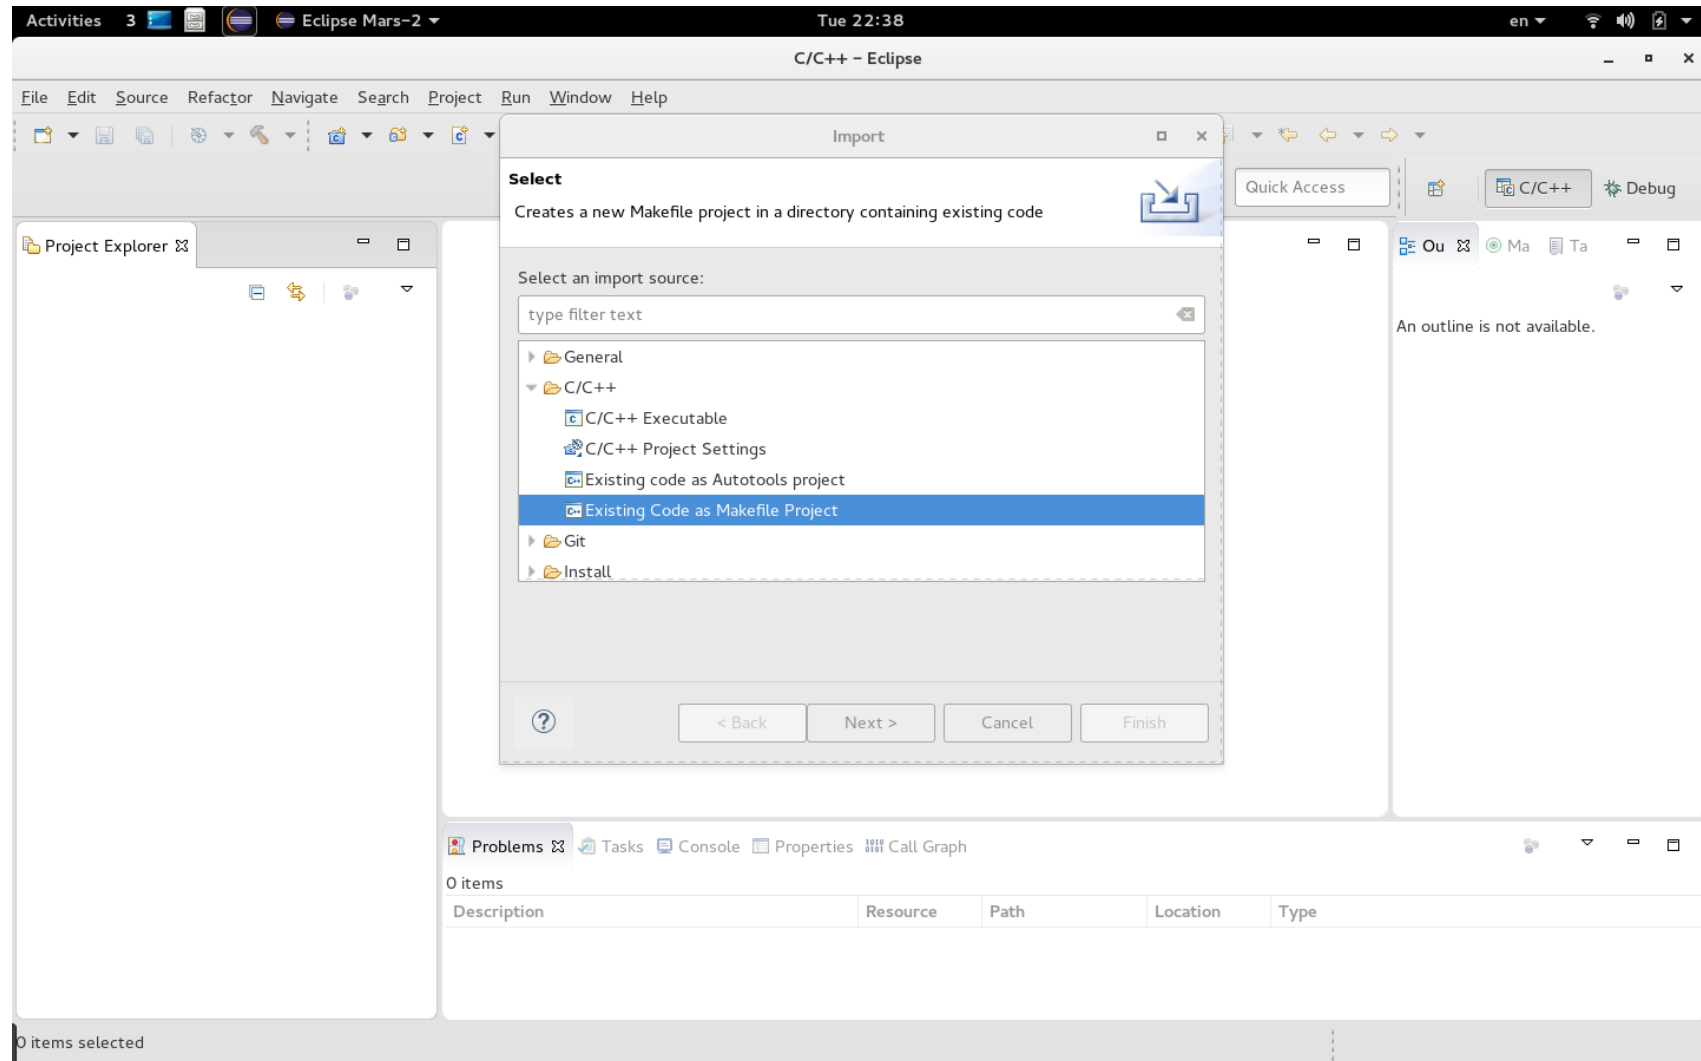 Activities 3 Eclipse Mars-2 Tue 22:38 en
C/C++ - Eclipse
File Edit Source Refactor Navigate Search Project Run Window Help
Import
Select
Creates a new Makefile project in a directory containing existing code
Quick Access C/C++ Debug
Project Explorer
Ou Ma Ta
Select an import source:
type filter text
An outline is not available.
General
C/C++
C/C++ Executable
C/C++ Project Settings
Existing code as Autotools project
Existing Code as Makefile Project
Git
Install
< Back Next > Cancel Finish
Problems Tasks Console Properties Call Graph
0 items
Description Resource Path Location Type
0 items selected